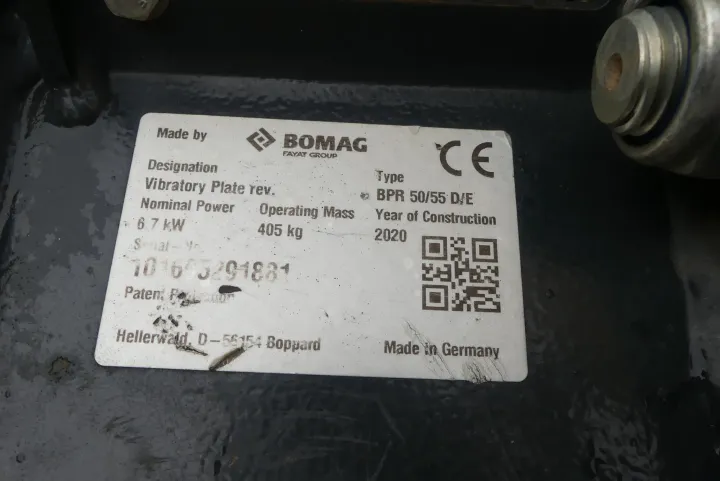 Made by BOMAG
FAYAT GROUP
CE
Designation Type
Vibratory Plate rev. BPR 50/55 D/E
Nominal Power Operating Mass Year of Construction
6.7 kW 405 kg 2020
Patent
Hellerwald, D-56154 Boppard Made in Germany